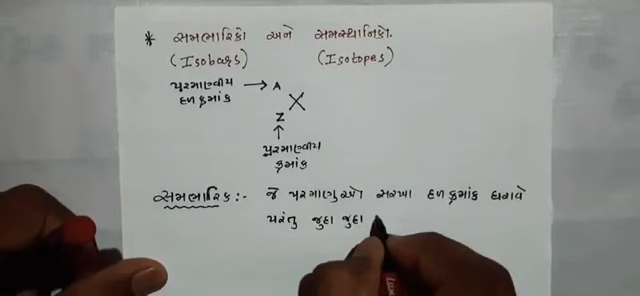 * સમભારિકો અને સમસ્થાનિકો.
(Isobars) (Isotopes)
પરમાણ્વીય → A
દળ ક્રમાંક
X
Z
↑
પરમાણ્વીય
ક્રમાંક
સમભારિક:- જે પરમાણુઓ સરખા દળ ક્રમાંક ધરાવે
પરંતુ જુદા જુદા